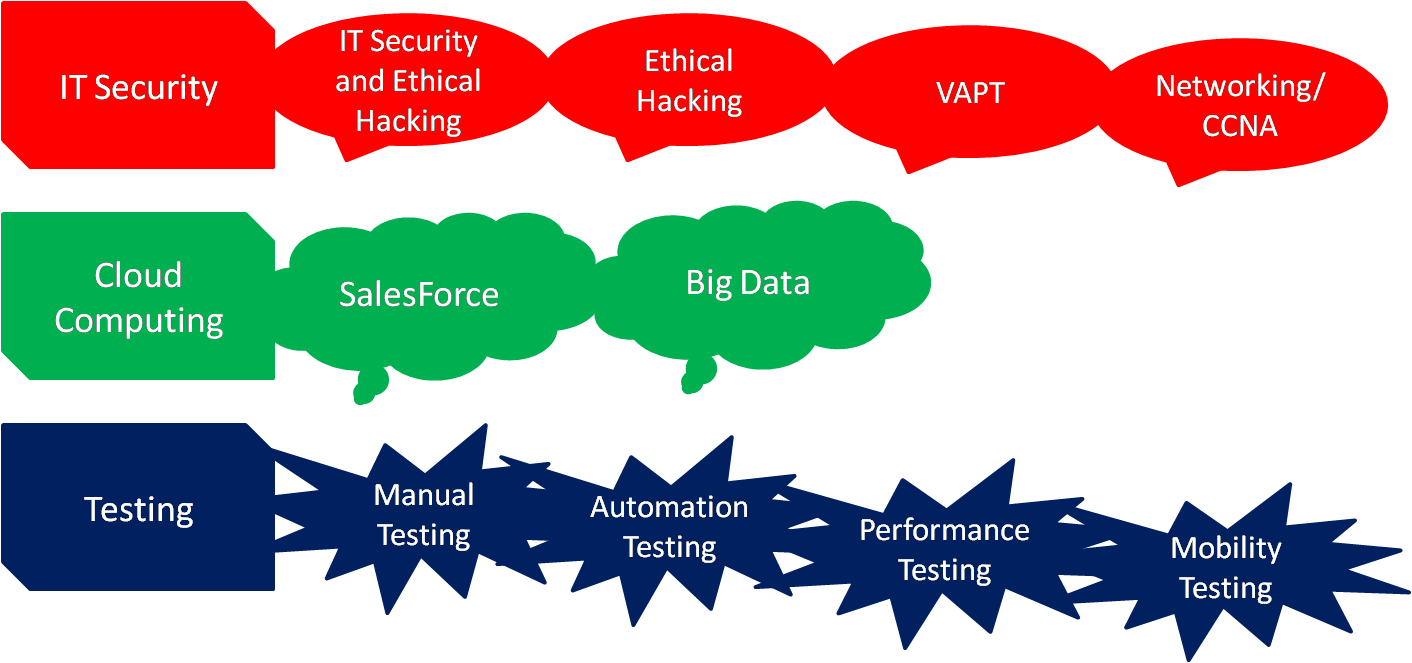 IT Security
IT Security
and Ethical
Hacking
Ethical
Hacking
VAPT
Networking/
CCNA
Cloud
Computing
SalesForce
Big Data
Testing
Manual
Testing
Automation
Testing
Performance
Testing
Mobility
Testing